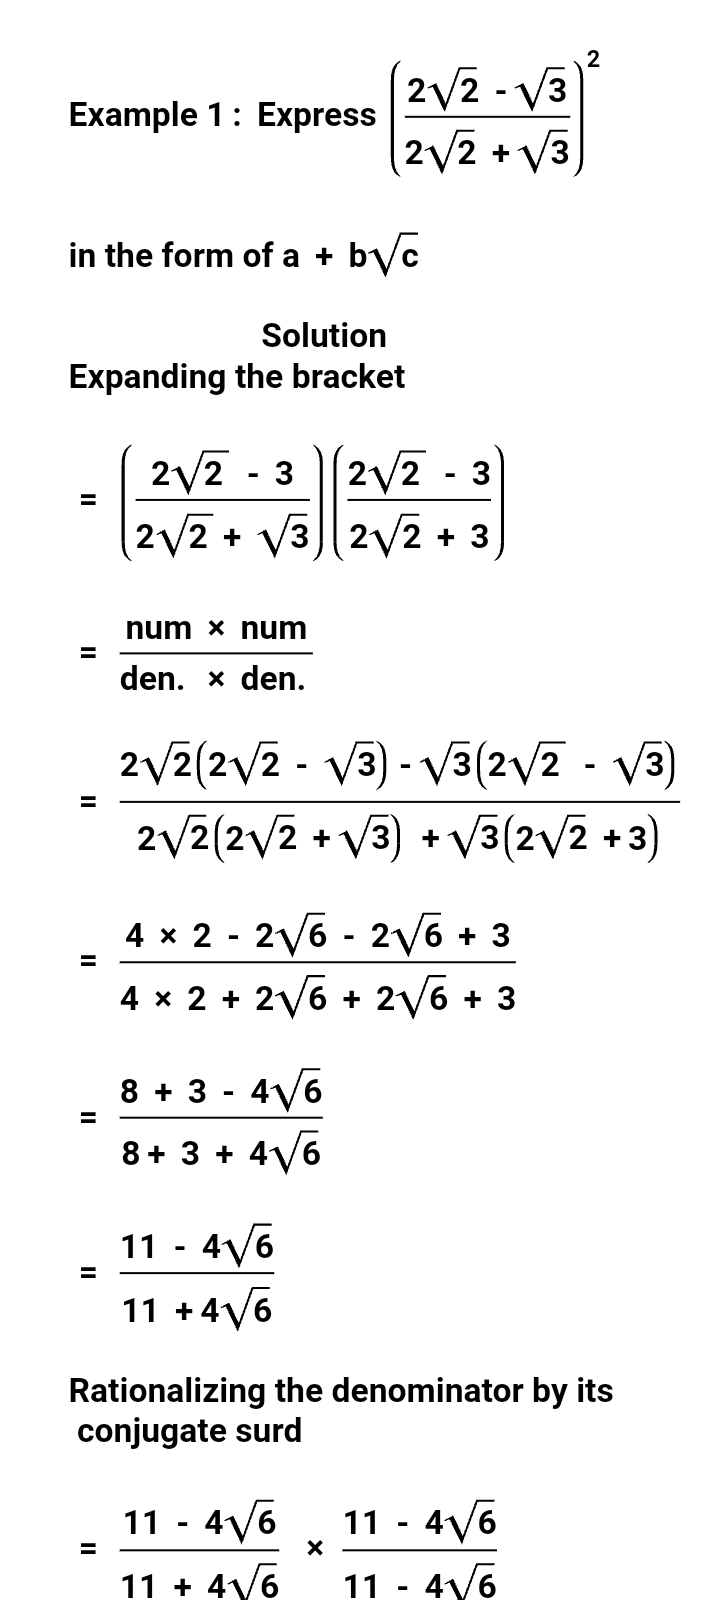 Example 1 : Express ((2√2 - √3)/(2√2 + √3))²
in the form of a + b√c
Solution
Expanding the bracket
= ((2√2 - 3)/(2√2 + √3))((2√2 - 3)/(2√2 + 3))
= (num × num)/(den. × den.)
= (2√2(2√2 - √3) - √3(2√2 - √3))/(2√2(2√2 + √3) + √3(2√2 + 3))
= (4 × 2 - 2√6 - 2√6 + 3)/(4 × 2 + 2√6 + 2√6 + 3)
= (8 + 3 - 4√6)/(8 + 3 + 4√6)
= (11 - 4√6)/(11 + 4√6)
Rationalizing the denominator by its
conjugate surd
= (11 - 4√6)/(11 + 4√6) × (11 - 4√6)/(11 - 4√6)